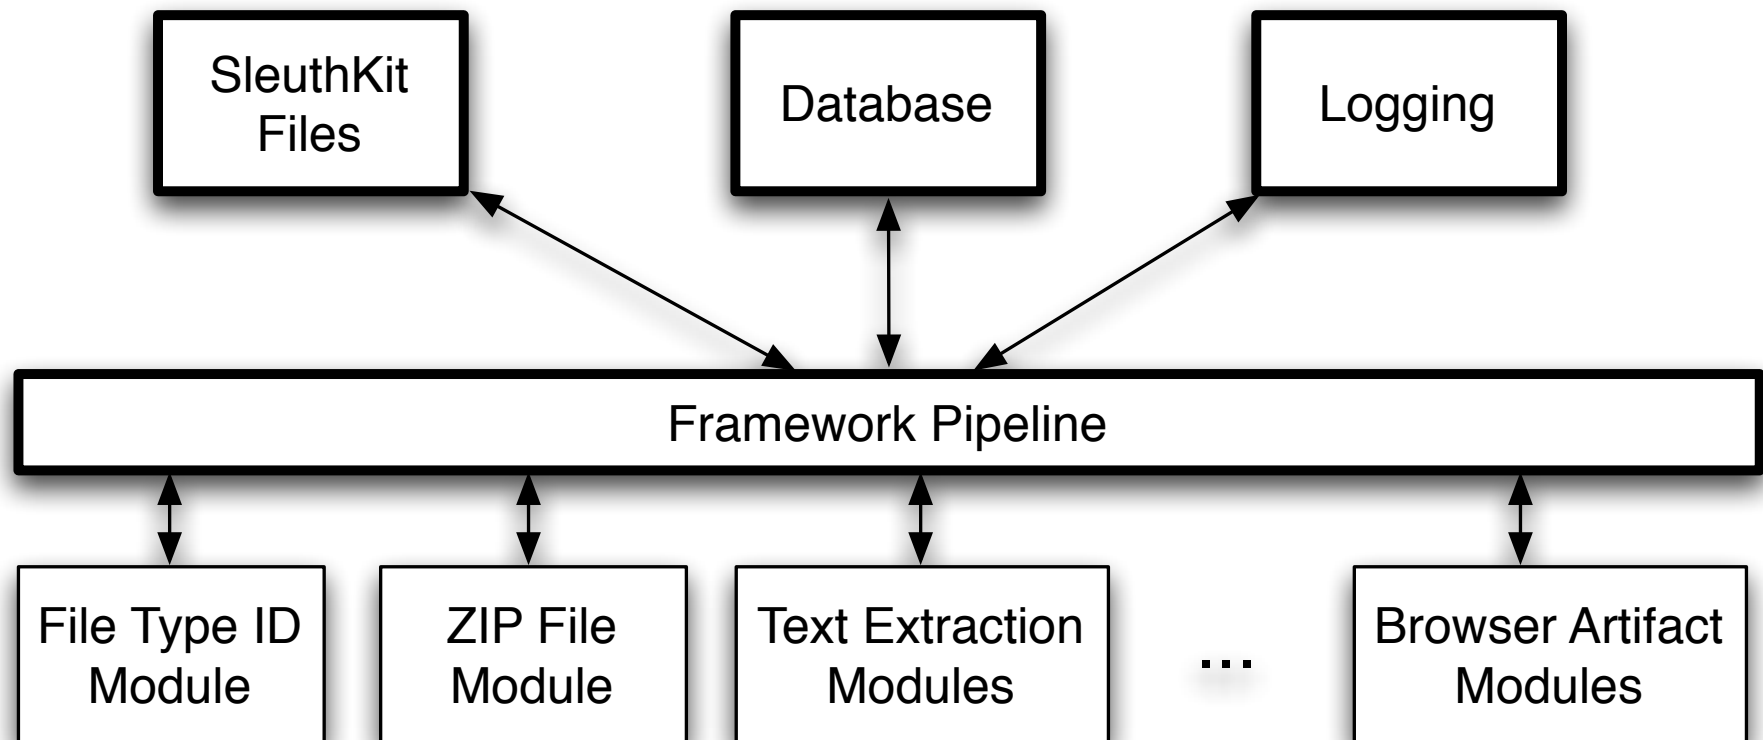 SleuthKit
Files
Database
Logging
Framework Pipeline
File Type ID
Module
ZIP File
Module
Text Extraction
Modules
...
Browser Artifact
Modules